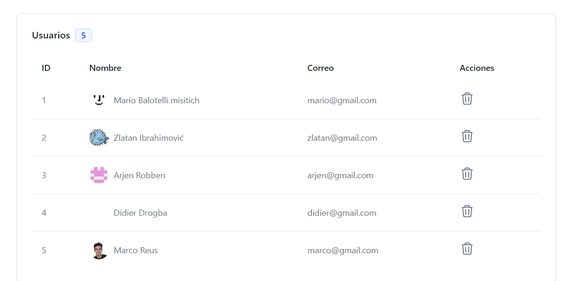 Usuarios 5
ID Nombre Correo Acciones
1 Mario Balotelli misitich mario@gmail.com
2 Zlatan Ibrahimović zlatan@gmail.com
3 Arjen Robben arjen@gmail.com
4 Didier Drogba didier@gmail.com
5 Marco Reus marco@gmail.com